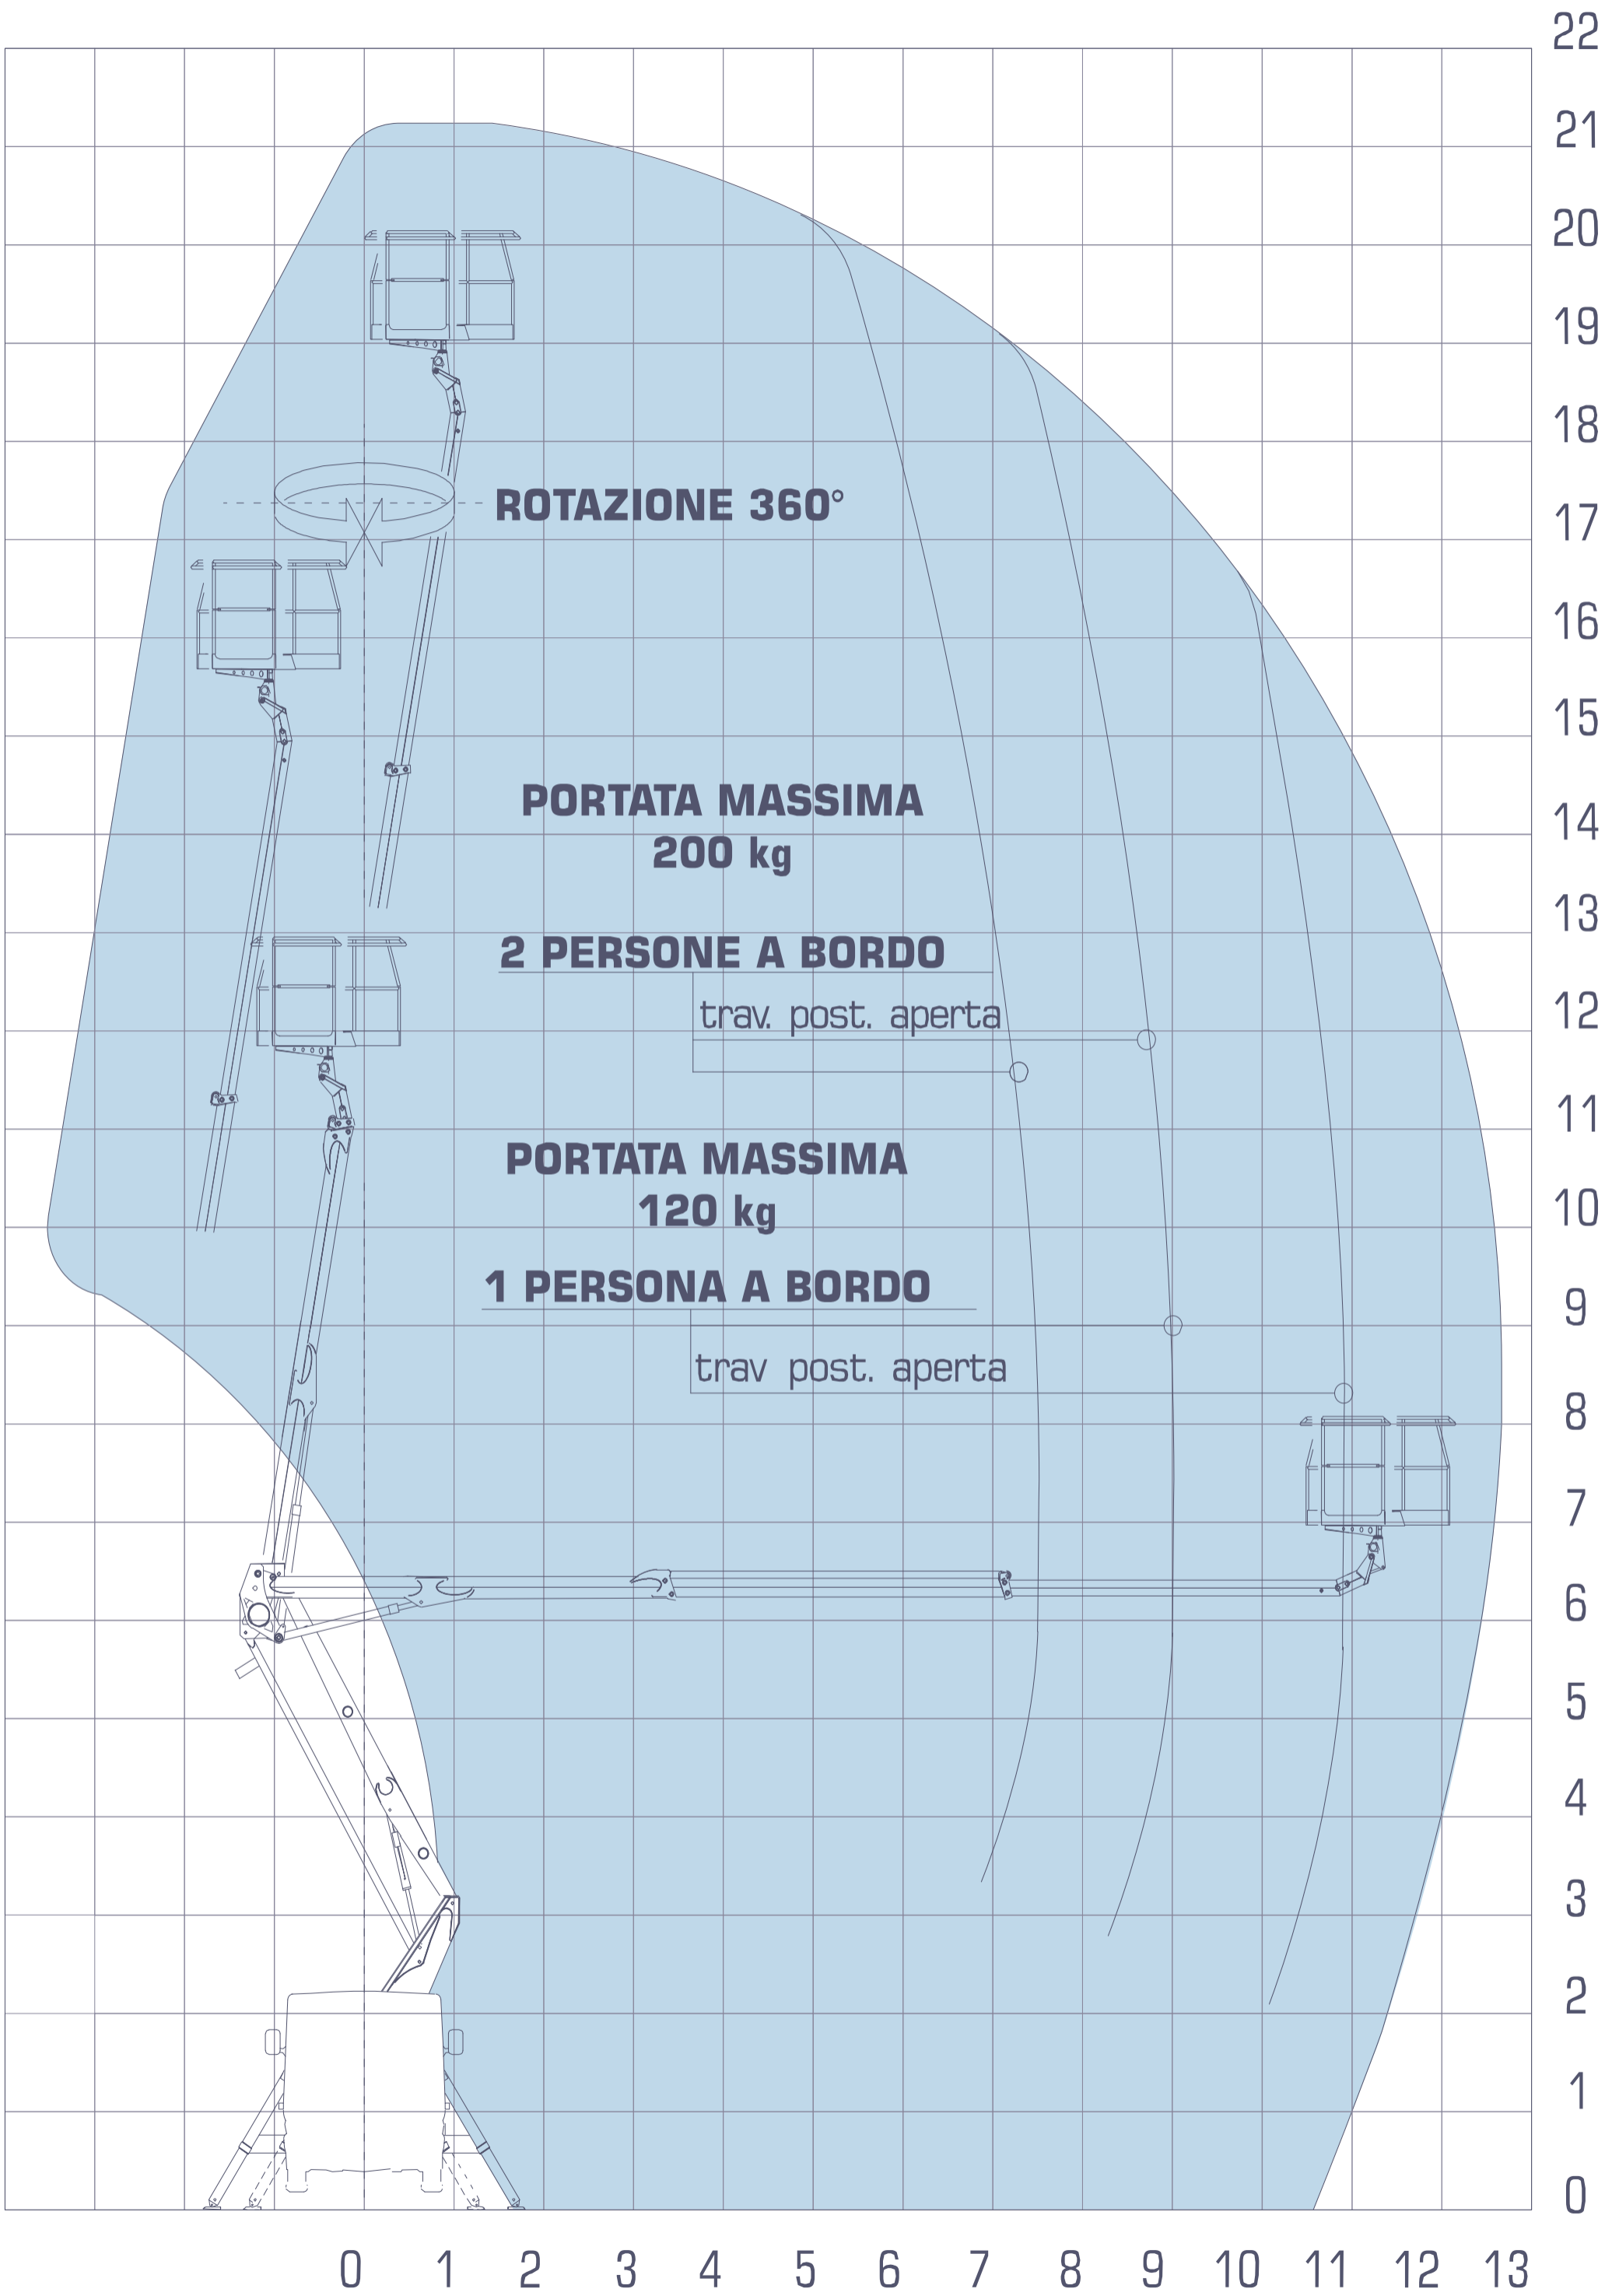 22
21
20
19
18
ROTAZIONE 360°
17
16
15
PORTATA MASSIMA
14
200 kg
13
2 PERSONE A BORDO
trav. post. aperta
12
11
PORTATA MASSIMA
120 kg
10
1 PERSONA A BORDO
9
trav post. aperta
8
7
6
5
4
3
2
1
0
0 1 2 3 4 5 6 7 8 9 10 11 12 13